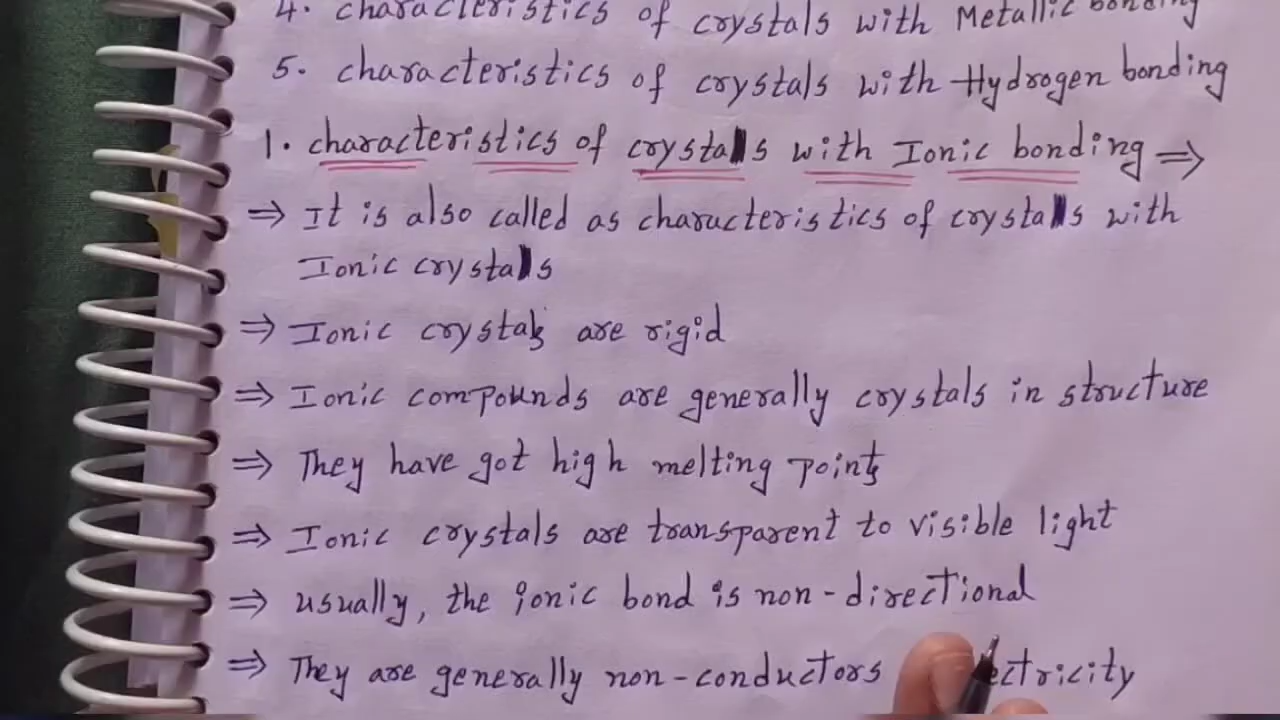 4. characteristics of crystals with Metallic bonding
5. characteristics of crystals with Hydrogen bonding
1. characteristics of crystals with Ionic bonding ⇒
⇒ It is also called as characteristics of crystals with
Ionic crystals
⇒ Ionic crystals are rigid
⇒ Ionic compounds are generally crystals in structure
⇒ They have got high melting points
⇒ Ionic crystals are transparent to visible light
⇒ usually, the ionic bond is non-directional
⇒ They are generally non-conductors ectricity